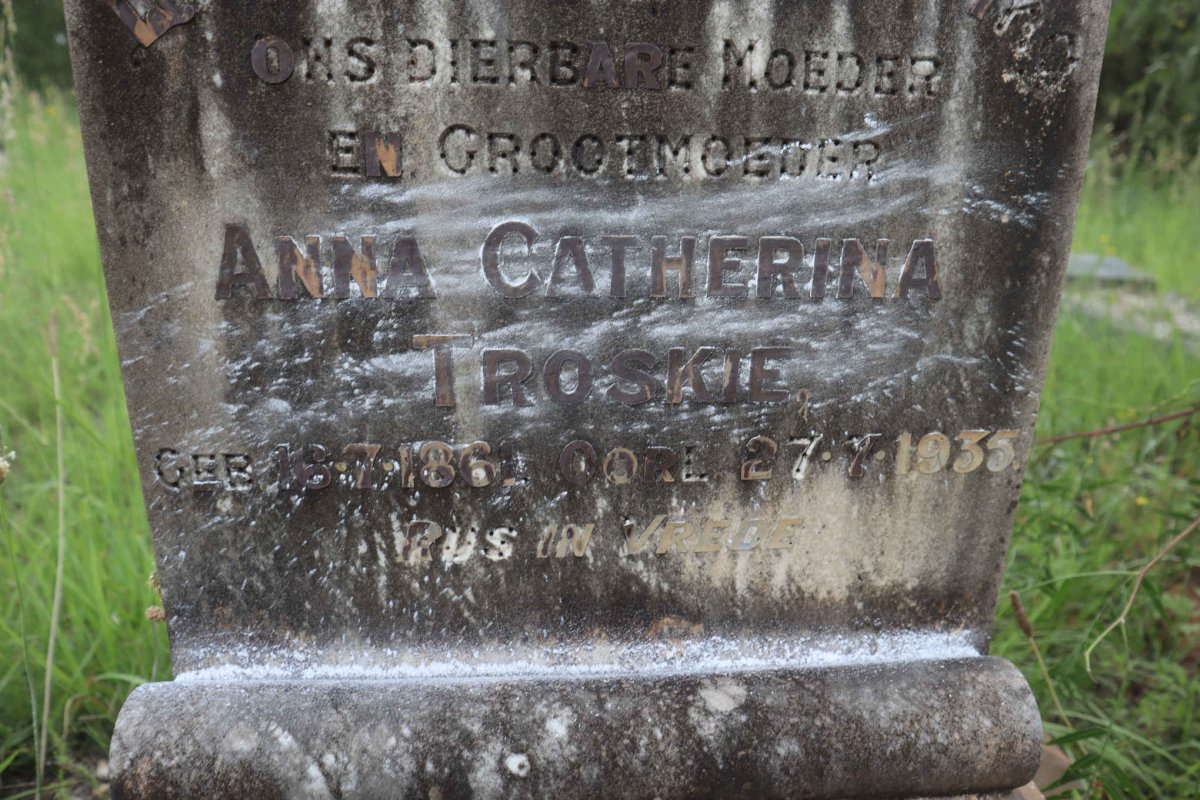 ONS DIERBARE MOEDER
EN GROOTMOEDER
ANNA CATHERINA
TROSKIE
GEB. 18·7·1861. OORL. 27·7·1935.
RUS IN VREDE